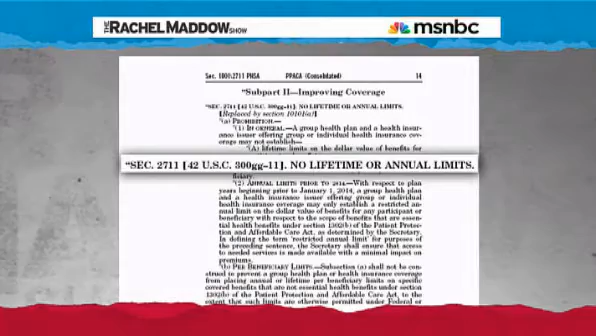 THE RACHEL MADDOW SHOW
msnbc
Sec. 1001\2711 PHSA PPACA (Consolidated) 14
"Subpart II—Improving Coverage
"SEC. 2711 [42 U.S.C. 300gg–11]. NO LIFETIME OR ANNUAL LIMITS.
[Replaced by section 10101(a)]
"(a) PROHIBITION.—
"(1) IN GENERAL.—A group health plan and a health insur-
ance issuer offering group or individual health insurance cov-
erage may not establish—
"(A) lifetime limits on the dollar value of benefits for
"SEC. 2711 [42 U.S.C. 300gg–11]. NO LIFETIME OR ANNUAL LIMITS.
ficiary.
"(2) ANNUAL LIMITS PRIOR TO 2014.—With respect to plan
years beginning prior to January 1, 2014, a group health plan
and a health insurance issuer offering group or individual
health insurance coverage may only establish a restricted an-
nual limit on the dollar value of benefits for any participant or
beneficiary with respect to the scope of benefits that are essen-
tial health benefits under section 1302(b) of the Patient Protec-
tion and Affordable Care Act, as determined by the Secretary.
In defining the term 'restricted annual limit' for purposes of
the preceding sentence, the Secretary shall ensure that access
to needed services is made available with a minimal impact on
premiums.
"(b) PER BENEFICIARY LIMITS.—Subsection (a) shall not be con-
strued to prevent a group health plan or health insurance coverage
from placing annual or lifetime per beneficiary limits on specific
covered benefits that are not essential health benefits under section
1302(b) of the Patient Protection and Affordable Care Act, to the
extent that such limits are otherwise permitted under Federal or